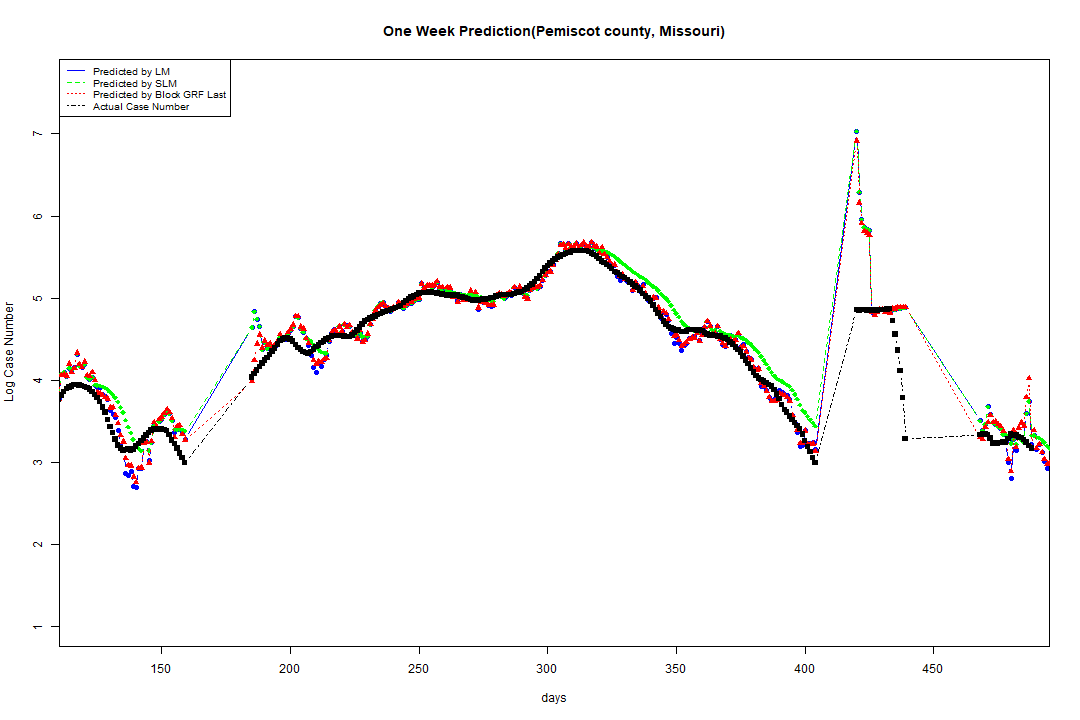 One Week Prediction(Pemiscot county, Missouri)
Predicted by LM
Predicted by SLM
Predicted by Block GRF Last
Actual Case Number
7
6
5
4
3
2
1
Log Case Number
150 200 250 300 350 400 450
days